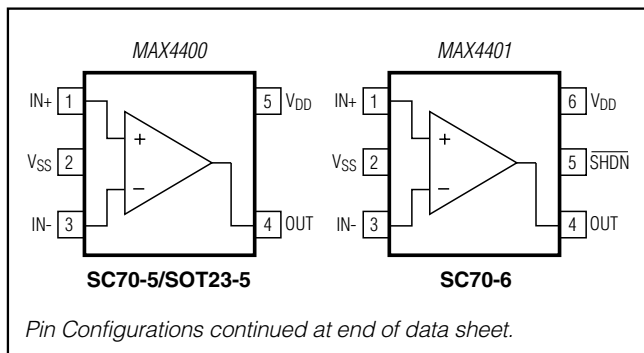 MAX4400
IN+ 1
5 VDD
+
VSS 2
−
IN- 3
4 OUT
SC70-5/SOT23-5
MAX4401
IN+ 1
6 VDD
+
VSS 2
5 SHDN
−
IN- 3
4 OUT
SC70-6
Pin Configurations continued at end of data sheet.